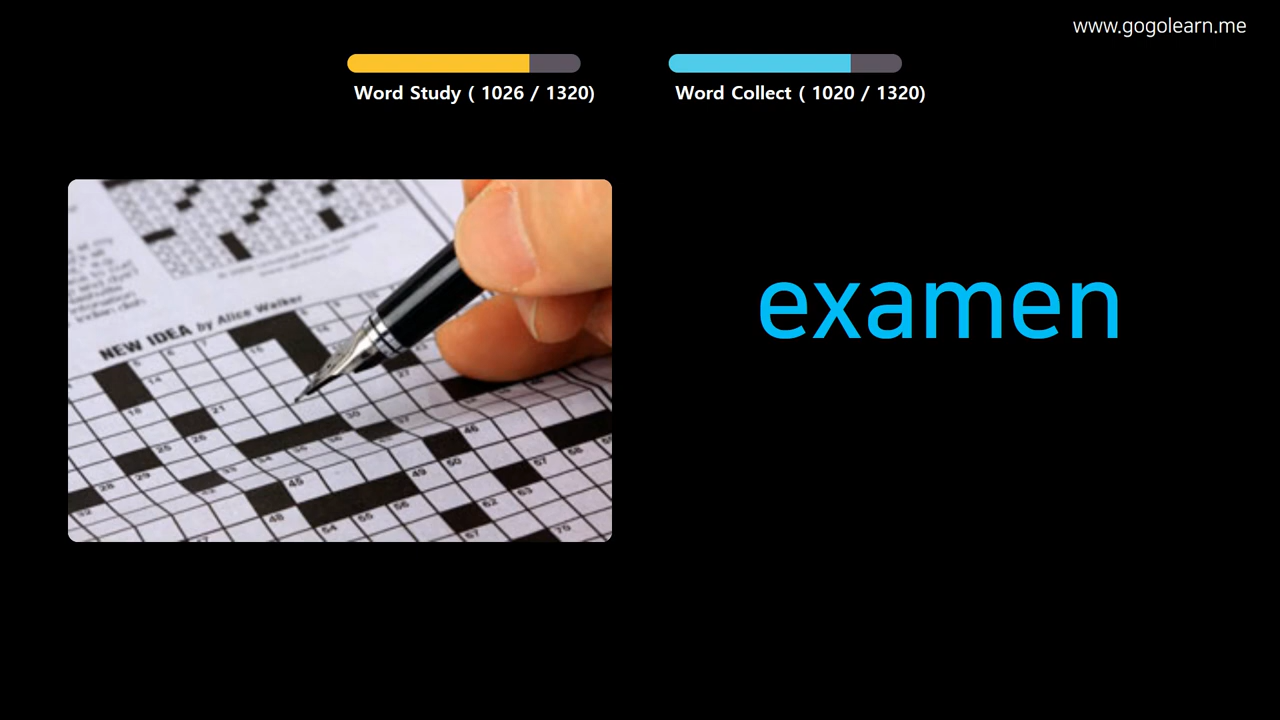 www.gogolearn.me
Word Study ( 1026 / 1320)
Word Collect ( 1020 / 1320)
examen
NEW IDEA by Alice Walker